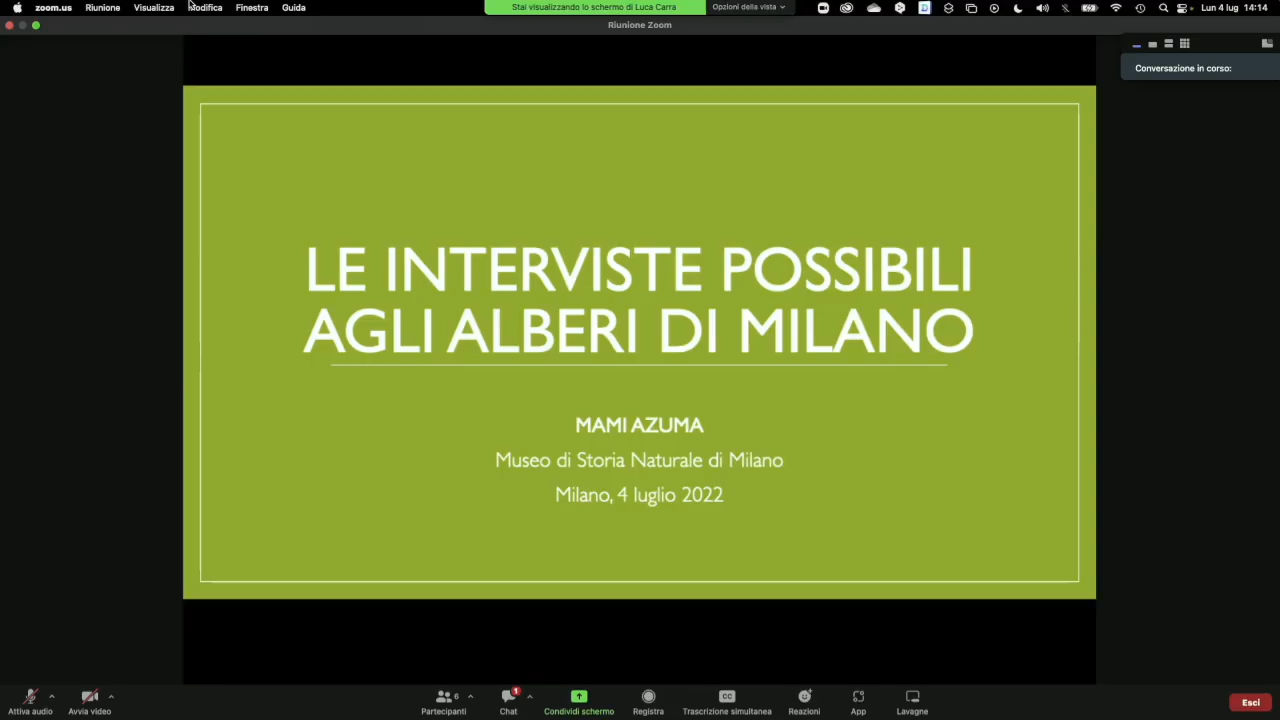 zoom.us Riunione Visualizza Modifica Finestra Guida
Stai visualizzando lo schermo di Luca Carra
Opzioni della vista
Lun 4 lug 14:14
Riunione Zoom
Conversazione in corso:
LE INTERVISTE POSSIBILI
AGLI ALBERI DI MILANO
MAMI AZUMA
Museo di Storia Naturale di Milano
Milano, 4 luglio 2022
Attiva audio
Avvia video
6
Partecipanti
1
Chat
Condividi schermo
Registra
CC
Trascrizione simultanea
Reazioni
App
Lavagne
Esci